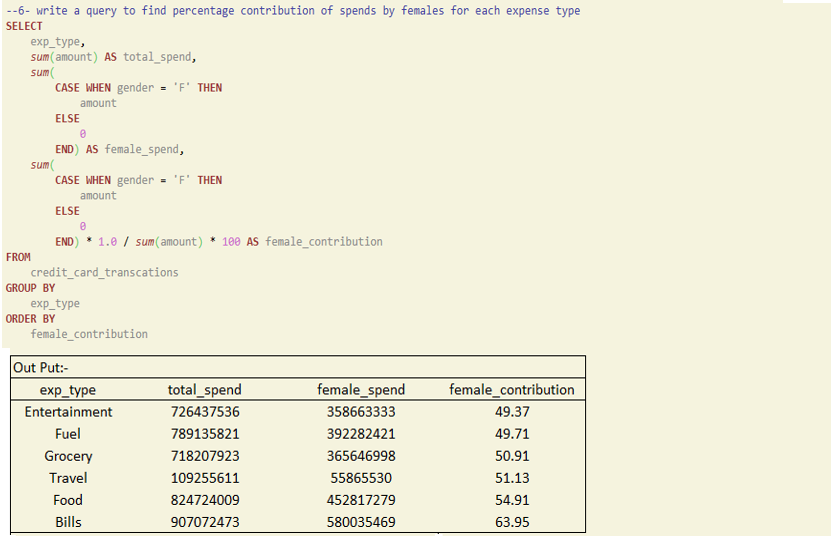 --6- write a query to find percentage contribution of spends by females for each expense type
SELECT
exp_type,
sum(amount) AS total_spend,
sum(
CASE WHEN gender = 'F' THEN
amount
ELSE
0
END) AS female_spend,
sum(
CASE WHEN gender = 'F' THEN
amount
ELSE
0
END) * 1.0 / sum(amount) * 100 AS female_contribution
FROM
credit_card_transcations
GROUP BY
exp_type
ORDER BY
female_contribution
Out Put:-
exp_type total_spend female_spend female_contribution
Entertainment 726437536 358663333 49.37
Fuel 789135821 392282421 49.71
Grocery 718207923 365646998 50.91
Travel 109255611 55865530 51.13
Food 824724009 452817279 54.91
Bills 907072473 580035469 63.95